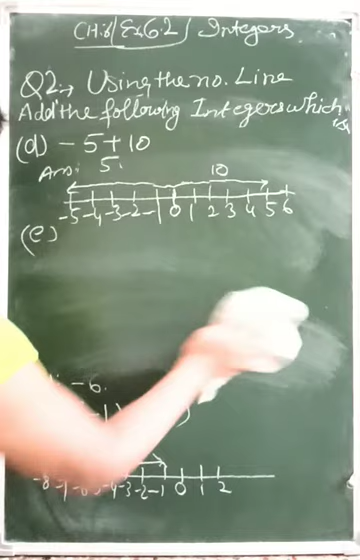 CH.6/Ex 6.2/ Integers
Q2→ Using the no. Line
Add the following Integers which is
(d) - 5+10
Ans: 5.
10
-5 -4 -3 -2 -1 0 1 2 3 4 5 6
(e)
-6.
-3 -2 -1 0 1 2